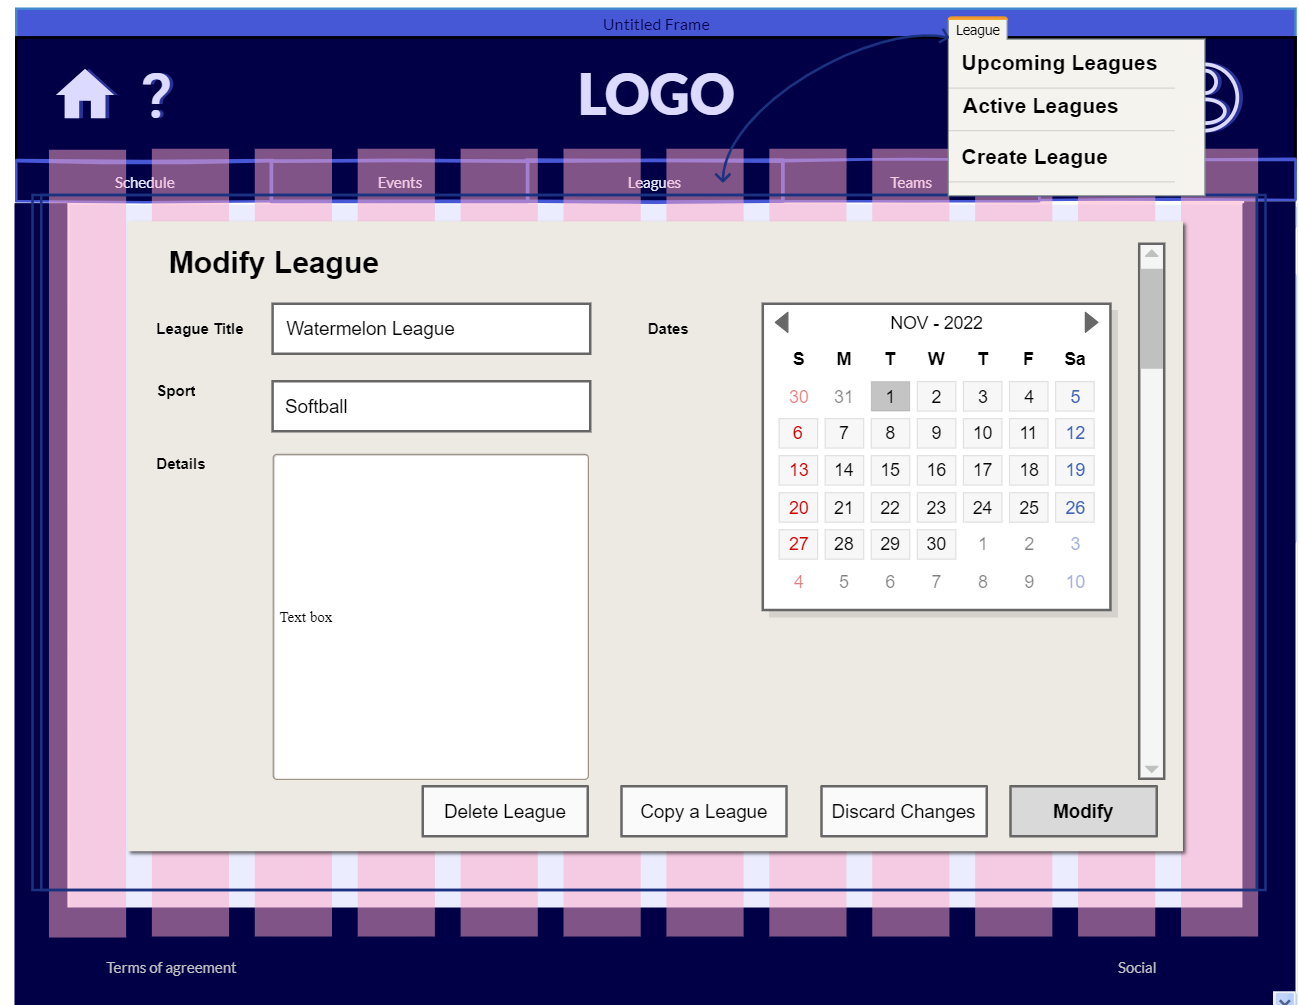 Untitled Frame
League
Upcoming Leagues
Active Leagues
Create League
?
LOGO
Schedule
Events
Leagues
Teams
Modify League
League Title
Watermelon League
Sport
Softball
Details
Text box
Dates
NOV - 2022
S M T W T F Sa
30 31 1 2 3 4 5
6 7 8 9 10 11 12
13 14 15 16 17 18 19
20 21 22 23 24 25 26
27 28 29 30 1 2 3
4 5 6 7 8 9 10
Delete League
Copy a League
Discard Changes
Modify
Terms of agreement
Social